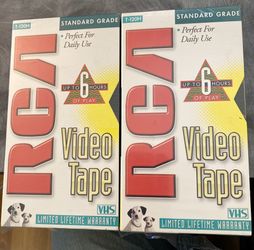 T-120H
STANDARD GRADE
• Perfect For
Daily Use
RCA
UP TO 6 HOURS
OF PLAY
Video
Tape
VHS
LIMITED LIFETIME WARRANTY
T-120H
STANDARD GRADE
• Perfect For
Daily Use
RCA
UP TO 6 HOURS
OF PLAY
Video
Tape
VHS
LIMITED LIFETIME WARRANTY